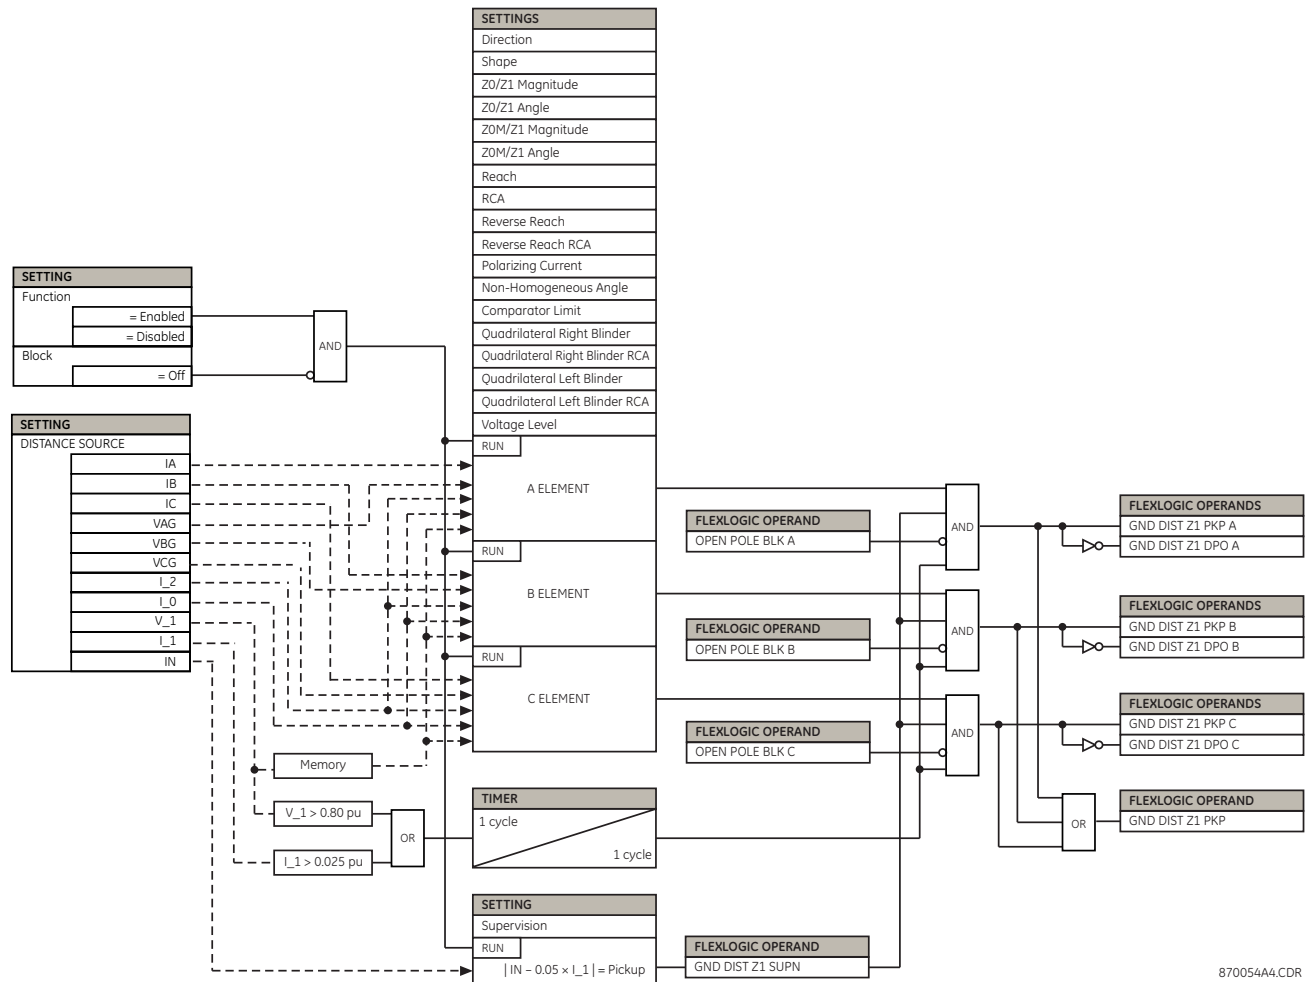 SETTINGS
Direction
Shape
Z0/Z1 Magnitude
Z0/Z1 Angle
Z0M/Z1 Magnitude
Z0M/Z1 Angle
Reach
RCA
Reverse Reach
Reverse Reach RCA
Polarizing Current
Non-Homogeneous Angle
Comparator Limit
Quadrilateral Right Blinder
Quadrilateral Right Blinder RCA
Quadrilateral Left Blinder
Quadrilateral Left Blinder RCA
Voltage Level
RUN
A ELEMENT
RUN
B ELEMENT
RUN
C ELEMENT
SETTING
Function
= Enabled
= Disabled
Block
= Off
AND
SETTING
DISTANCE SOURCE
IA
IB
IC
VAG
VBG
VCG
I_2
I_0
V_1
I_1
IN
Memory
V_1 > 0.80 pu
I_1 > 0.025 pu
OR
TIMER
1 cycle
1 cycle
SETTING
Supervision
RUN
| IN – 0.05 × I_1 | = Pickup
FLEXLOGIC OPERAND
OPEN POLE BLK A
FLEXLOGIC OPERAND
OPEN POLE BLK B
FLEXLOGIC OPERAND
OPEN POLE BLK C
FLEXLOGIC OPERAND
GND DIST Z1 SUPN
AND
AND
AND
FLEXLOGIC OPERANDS
GND DIST Z1 PKP A
GND DIST Z1 DPO A
FLEXLOGIC OPERANDS
GND DIST Z1 PKP B
GND DIST Z1 DPO B
FLEXLOGIC OPERANDS
GND DIST Z1 PKP C
GND DIST Z1 DPO C
OR
FLEXLOGIC OPERAND
GND DIST Z1 PKP
870054A4.CDR